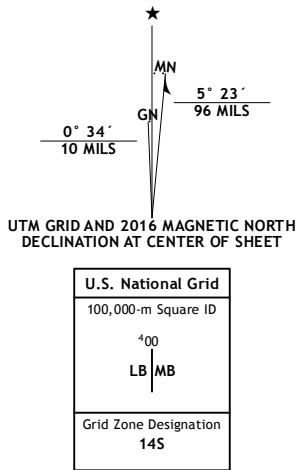 ★
MN
GN
5° 23´
96 MILS
0° 34´
10 MILS
UTM GRID AND 2016 MAGNETIC NORTH
DECLINATION AT CENTER OF SHEET
U.S. National Grid
100,000-m Square ID
⁴00
LB MB
Grid Zone Designation
14S